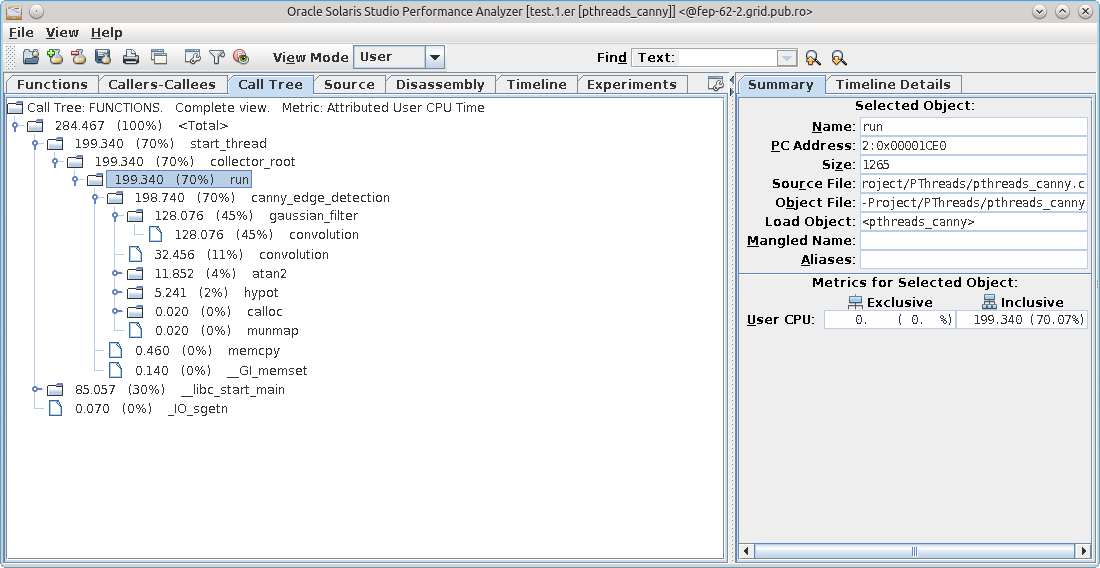 Oracle Solaris Studio Performance Analyzer [test.1.er [pthreads_canny]] <@fep-62-2.grid.pub.ro>
File View Help
View Mode User Find Text:
Functions Callers-Callees Call Tree Source Disassembly Timeline Experiments
Call Tree: FUNCTIONS. Complete view. Metric: Attributed User CPU Time
284.467 (100%) <Total>
199.340 (70%) start_thread
199.340 (70%) collector_root
199.340 (70%) run
198.740 (70%) canny_edge_detection
128.076 (45%) gaussian_filter
128.076 (45%) convolution
32.456 (11%) convolution
11.852 (4%) atan2
5.241 (2%) hypot
0.020 (0%) calloc
0.020 (0%) munmap
0.460 (0%) memcpy
0.140 (0%) __GI_memset
85.057 (30%) __libc_start_main
0.070 (0%) _IO_sgetn
Summary Timeline Details
Selected Object:
Name: run
PC Address: 2:0x00001CE0
Size: 1265
Source File: roject/PThreads/pthreads_canny.c
Object File: -Project/PThreads/pthreads_canny
Load Object: <pthreads_canny>
Mangled Name:
Aliases:
Metrics for Selected Object:
Exclusive Inclusive
User CPU: 0. ( 0. %) 199.340 (70.07%)